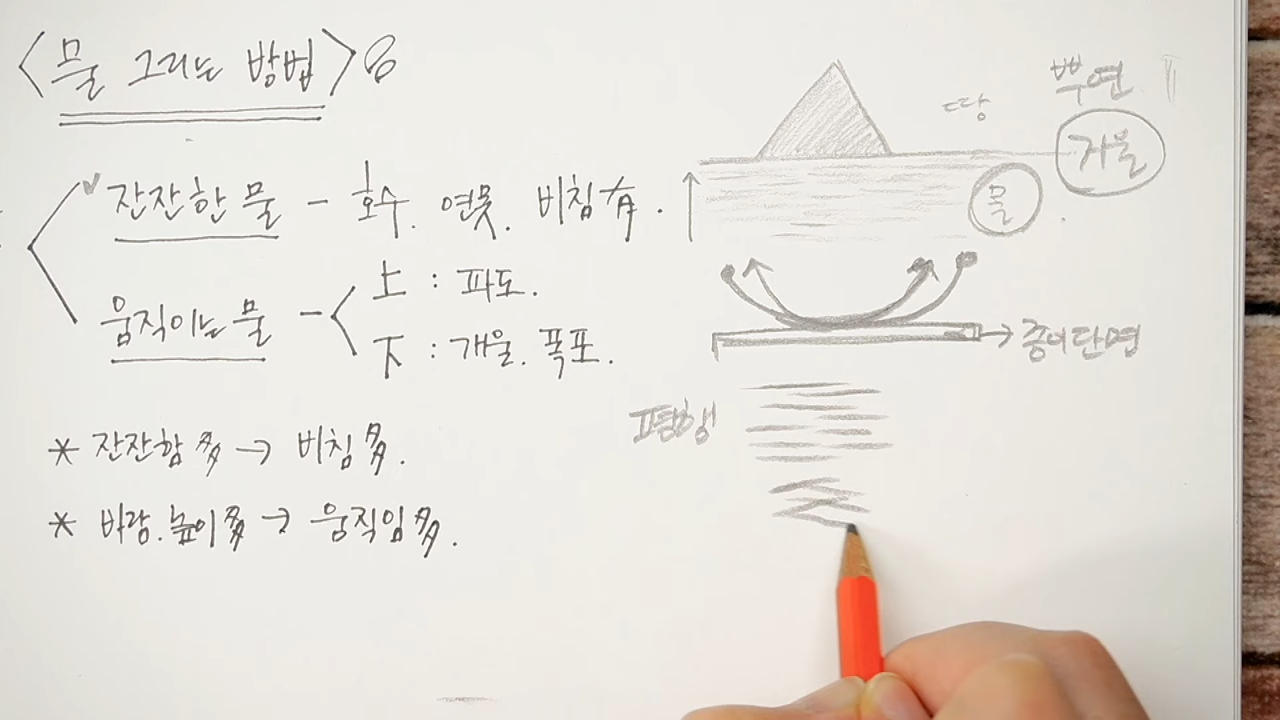 <물 그리는 방법>
잔잔한 물 - 호수. 연못. 비침有.
움직이는 물 -
上 : 파도.
下 : 개울. 폭포.
* 잔잔함 多 → 비침 多.
* 바람. 높이 多 → 움직임 多.
뿌연
거울
땅
물
→ 종이단면
평행